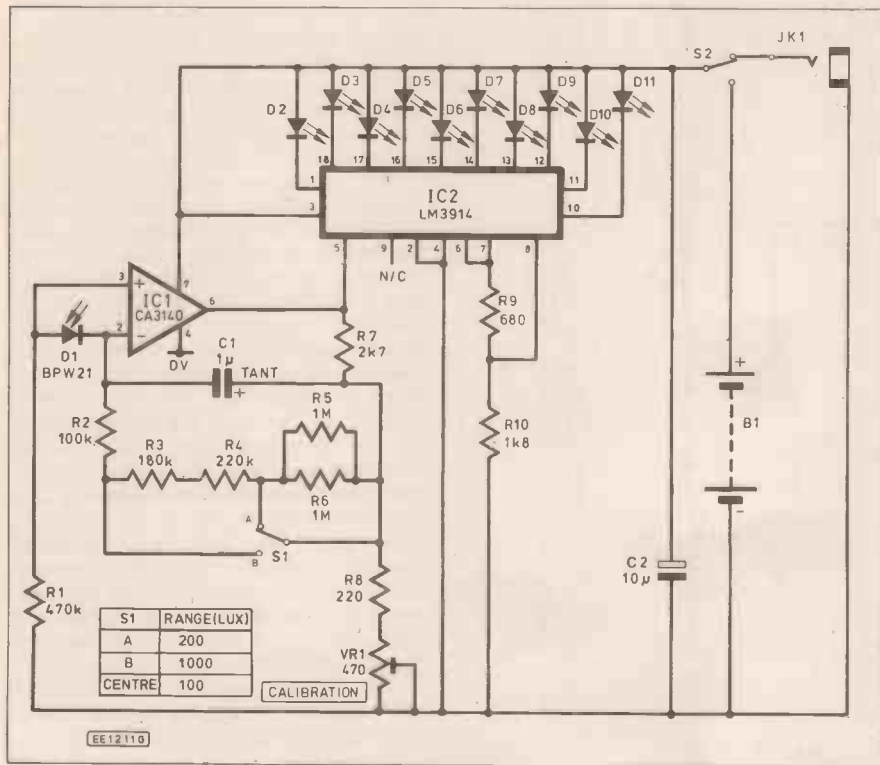 JK1
S2
D3
D5
D7
D9
D11
D2
D4
D6
D8
D10
18
17
16
15
14
13
12
1
11
IC2
LM3914
3
10
5
9
2
4
6
7
8
N/C
3
+
7
IC1
CA3140
6
2
−
4
D1
BPW21
0V
C1
1µ
TANT
+
R7
2k7
R9
680
R2
100k
R3
180k
R4
220k
R5
1M
R6
1M
A
S1
B
R10
1k8
+
B1
−
R8
220
C2
10µ
R1
470k
S1 RANGE(LUX)
A 200
B 1000
CENTRE 100
VR1
470
CALIBRATION
EE1211G